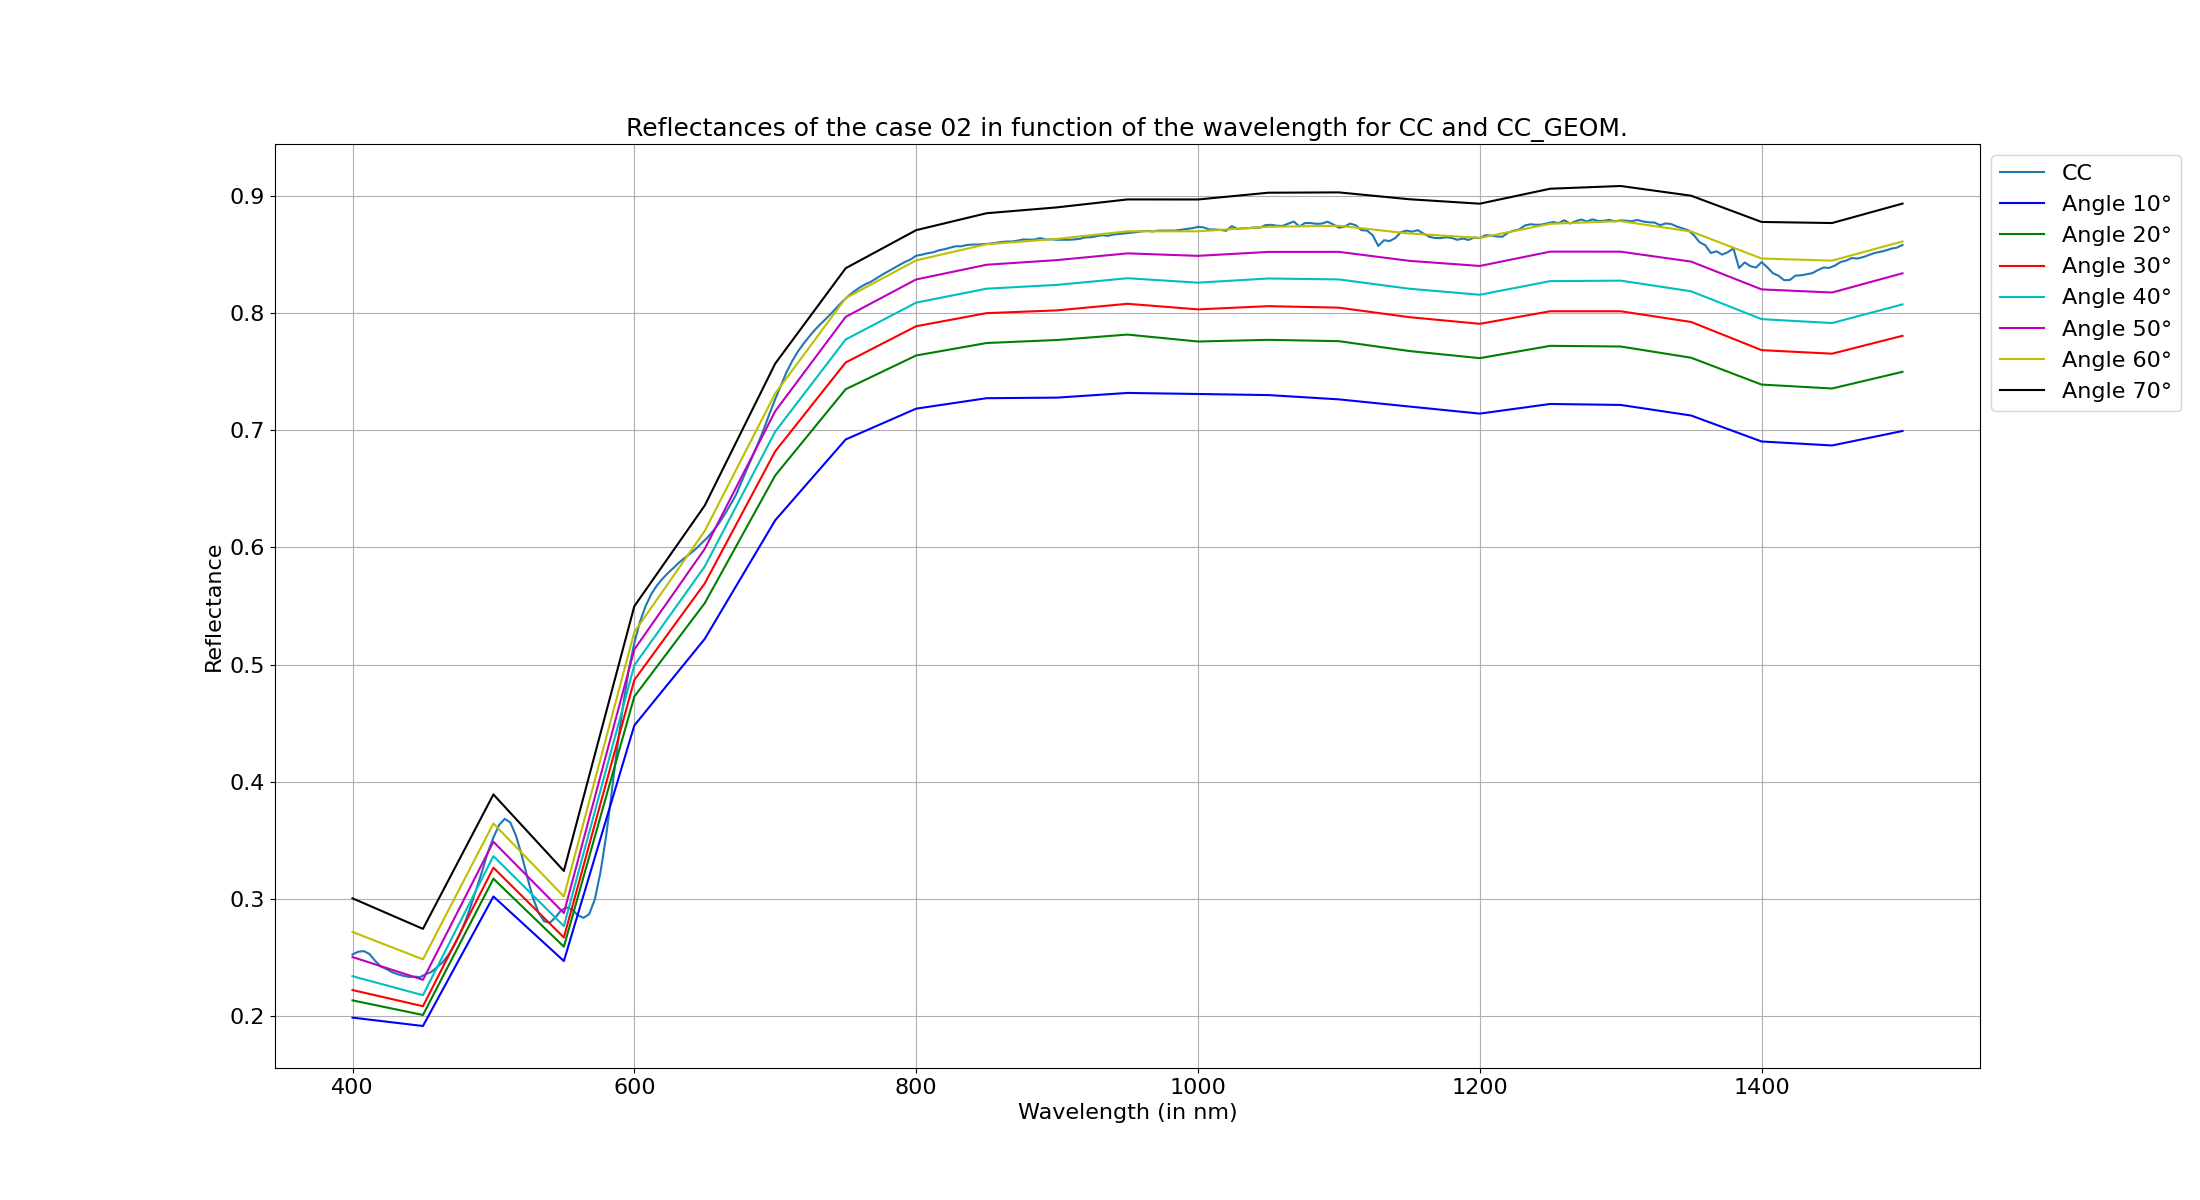 Reflectances of the case 02 in function of the wavelength for CC and CC_GEOM.
CC
Angle 10°
Angle 20°
Angle 30°
Angle 40°
Angle 50°
Angle 60°
Angle 70°
Reflectance
0.9
0.8
0.7
0.6
0.5
0.4
0.3
0.2
400 600 800 1000 1200 1400
Wavelength (in nm)